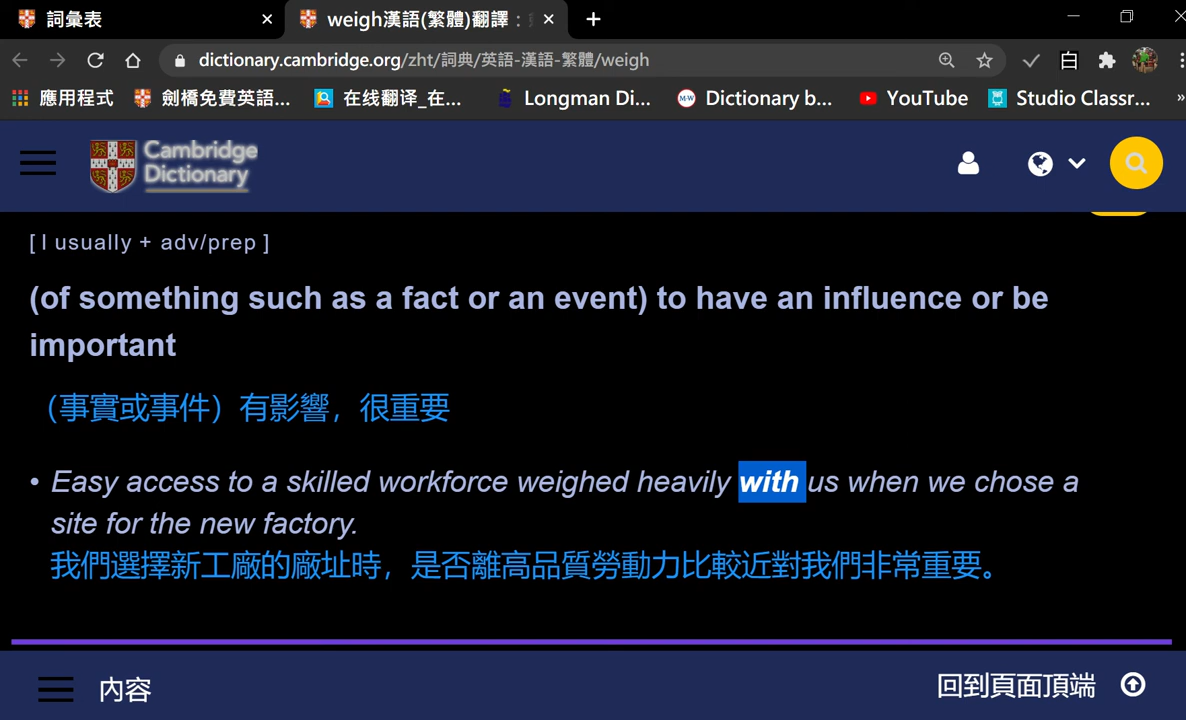 詞彙表
weigh漢語(繁體)翻譯：
dictionary.cambridge.org/zht/詞典/英語-漢語-繁體/weigh
白
應用程式
劍橋免費英語...
在线翻译_在...
Longman Di...
M-W
Dictionary b...
YouTube
Studio Classr...
»
Cambridge
Dictionary
[ I usually + adv/prep ]
(of something such as a fact or an event) to have an influence or be
important
（事實或事件）有影響，很重要
• Easy access to a skilled workforce weighed heavily with us when we chose a
site for the new factory.
我們選擇新工廠的廠址時，是否離高品質勞動力比較近對我們非常重要。
內容
回到頁面頂端